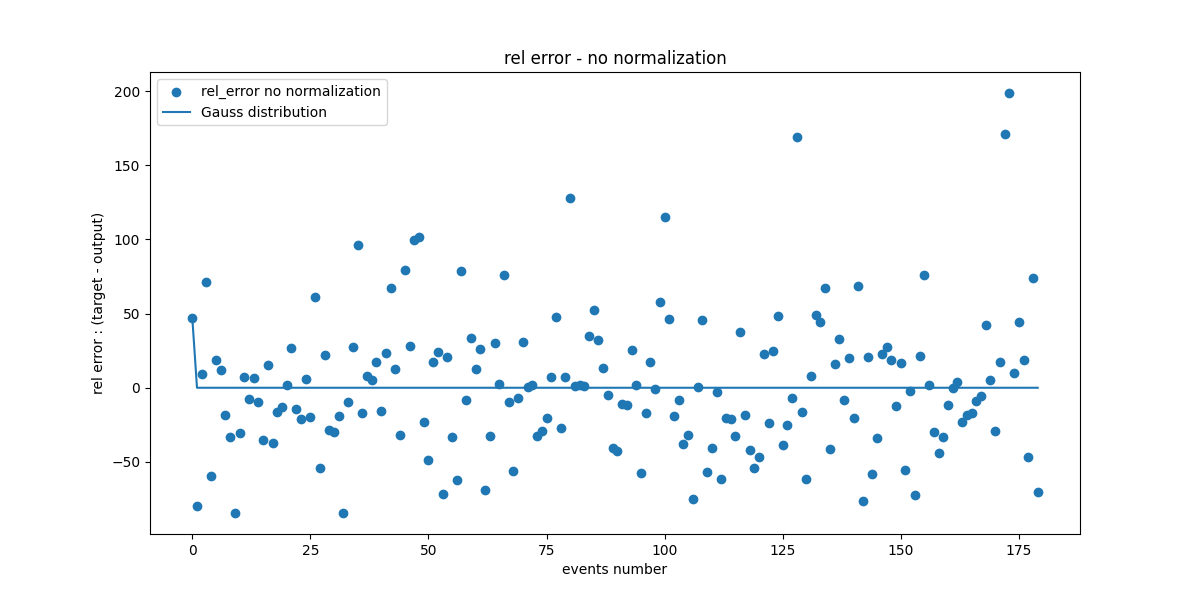 rel error - no normalization
rel_error no normalization
Gauss distribution
200
150
100
50
0
−50
rel error : (target - output)
0 25 50 75 100 125 150 175
events number